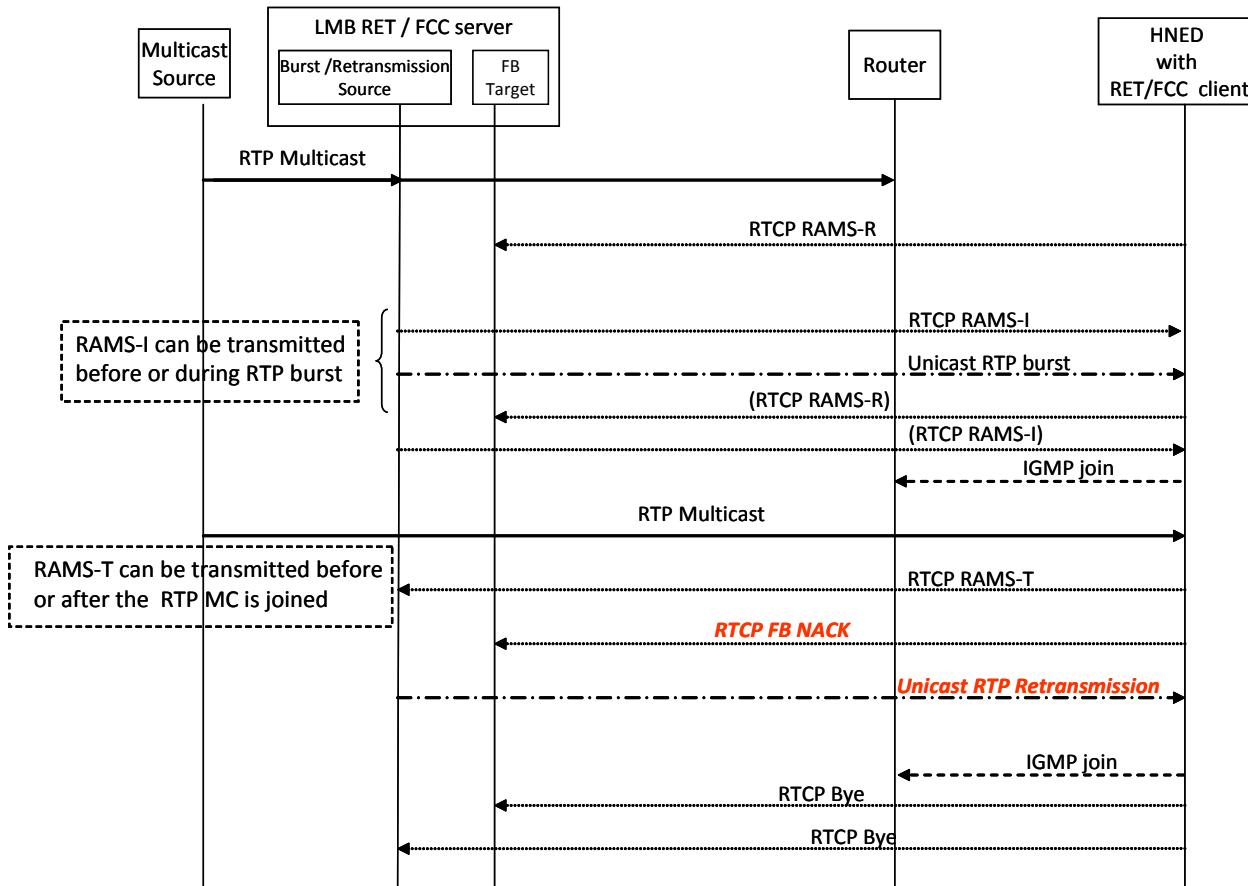 LMB RET / FCC server
Multicast
Source
Burst /Retransmission
Source
FB
Target
Router
HNED
with
RET/FCC client
RTP Multicast
RTCP RAMS-R
RTCP RAMS-I
RAMS-I can be transmitted
before or during RTP burst
Unicast RTP burst
(RTCP RAMS-R)
(RTCP RAMS-I)
IGMP join
RTP Multicast
RAMS-T can be transmitted before
or after the RTP MC is joined
RTCP RAMS-T
RTCP FB NACK
Unicast RTP Retransmission
IGMP join
RTCP Bye
RTCP Bye